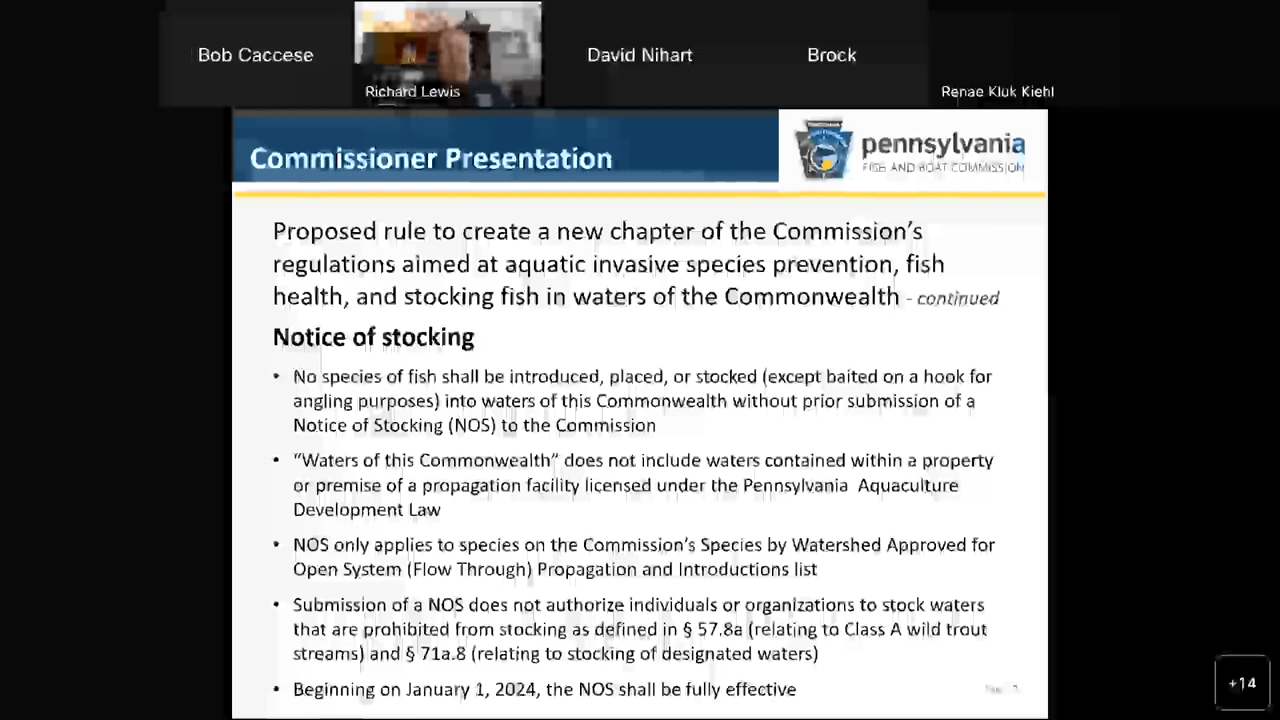 Bob Caccese
David Nihart
Brock
Richard Lewis
Renae Kluk Kiehl
Commissioner Presentation
pennsylvania
FISH AND BOAT COMMISSION
Proposed rule to create a new chapter of the Commission’s
regulations aimed at aquatic invasive species prevention, fish
health, and stocking fish in waters of the Commonwealth - continued
Notice of stocking
• No species of fish shall be introduced, placed, or stocked (except baited on a hook for
angling purposes) into waters of this Commonwealth without prior submission of a
Notice of Stocking (NOS) to the Commission
• “Waters of this Commonwealth” does not include waters contained within a property
or premise of a propagation facility licensed under the Pennsylvania Aquaculture
Development Law
• NOS only applies to species on the Commission’s Species by Watershed Approved for
Open System (Flow Through) Propagation and Introductions list
• Submission of a NOS does not authorize individuals or organizations to stock waters
that are prohibited from stocking as defined in § 57.8a (relating to Class A wild trout
streams) and § 71a.8 (relating to stocking of designated waters)
• Beginning on January 1, 2024, the NOS shall be fully effective
+14